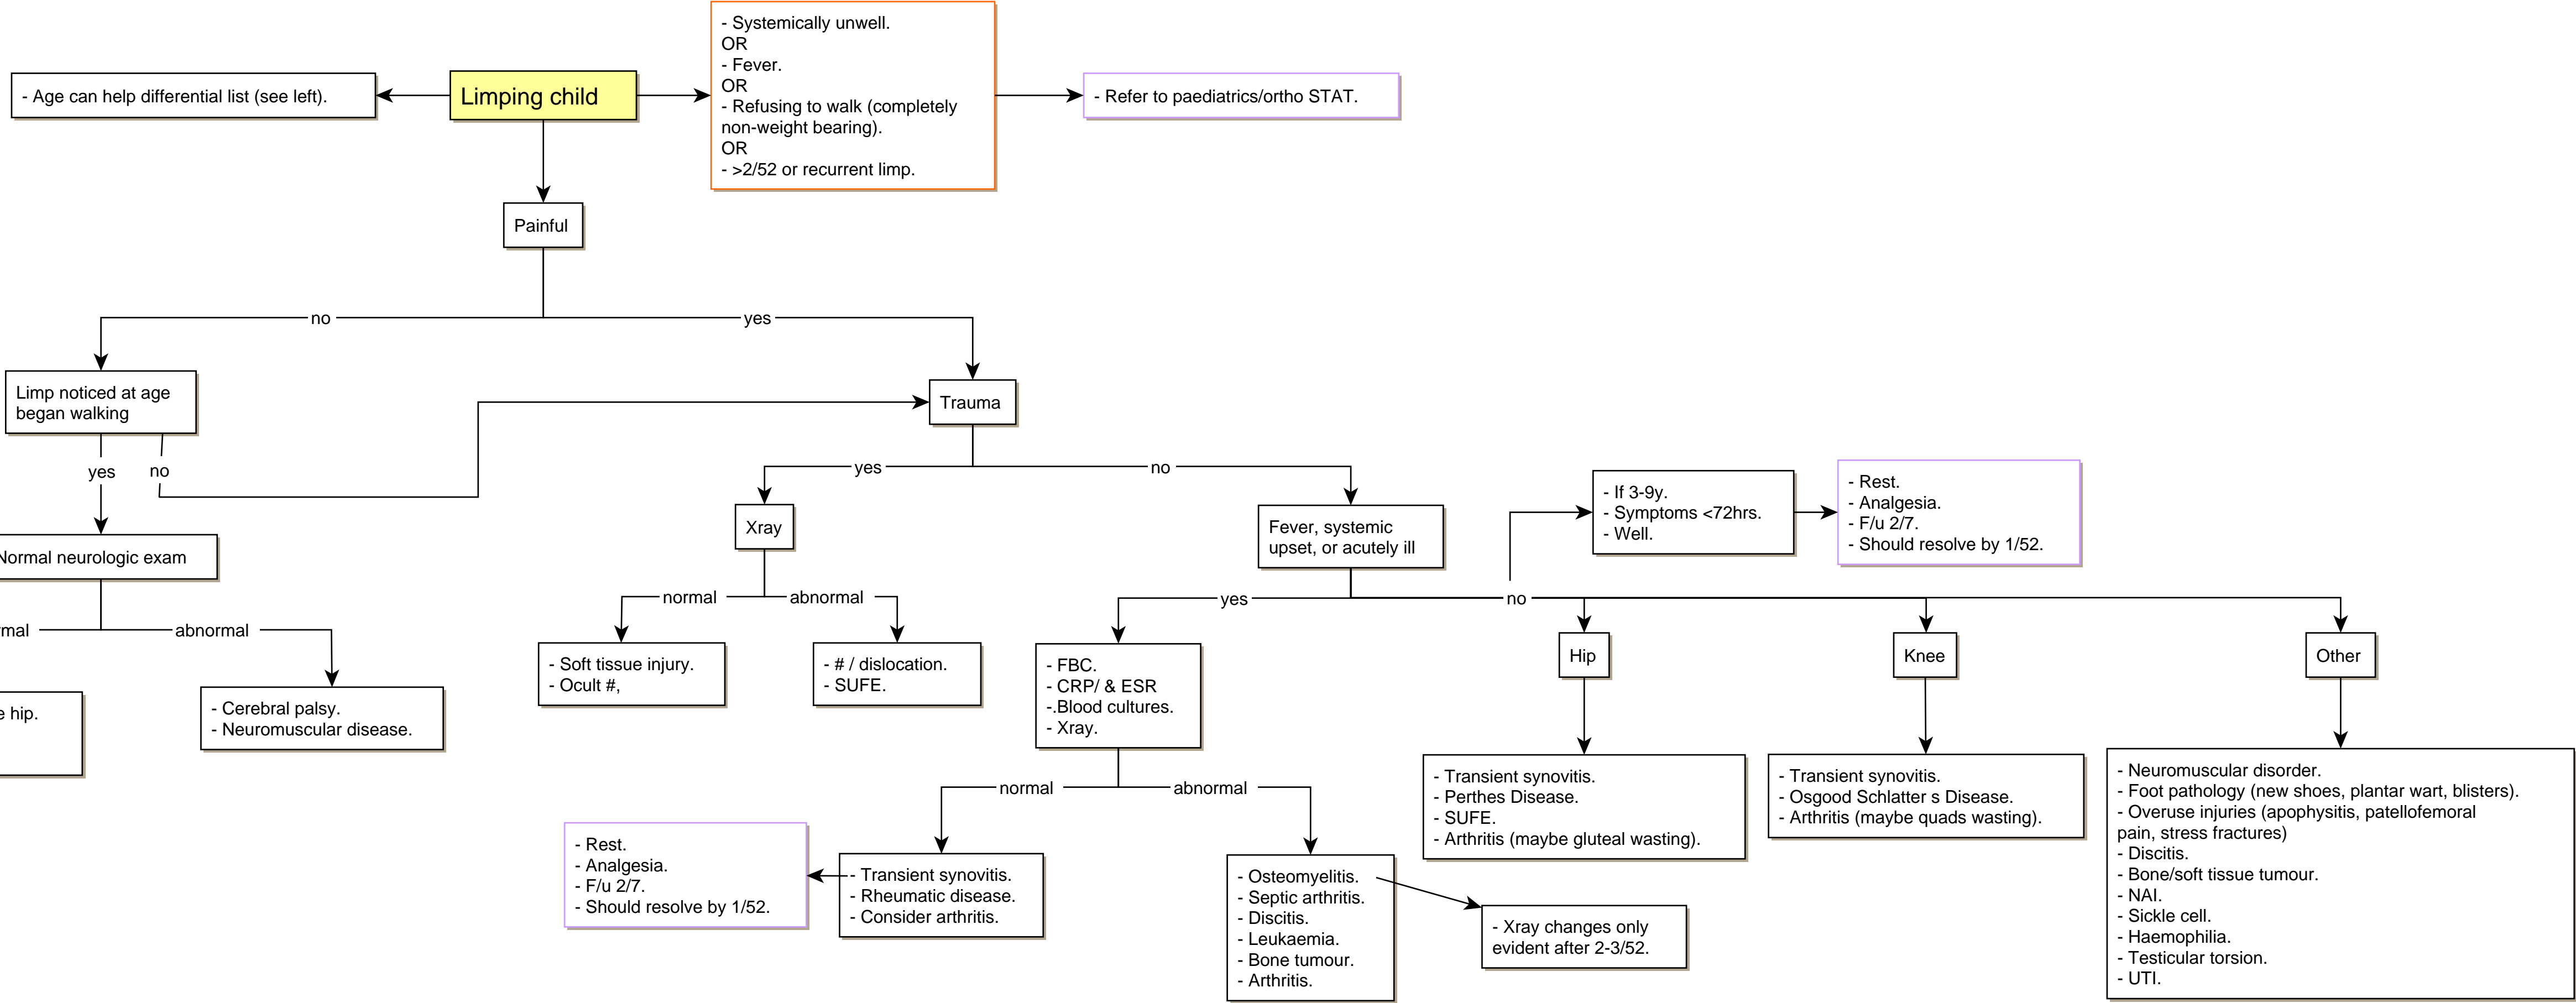 - Systemically unwell.
OR
- Fever.
OR
- Refusing to walk (completely
non-weight bearing).
OR
- >2/52 or recurrent limp.
- Age can help differential list (see left).
Limping child
- Refer to paediatrics/ortho STAT.
Painful
no
yes
Limp noticed at age
began walking
Trauma
yes
no
yes
no
- If 3-9y.
- Symptoms <72hrs.
- Well.
- Rest.
- Analgesia.
- F/u 2/7.
- Should resolve by 1/52.
Xray
Fever, systemic
upset, or acutely ill
Normal neurologic exam
normal
abnormal
yes
no
rmal
abnormal
- Soft tissue injury.
- Ocult #,
- # / dislocation.
- SUFE.
- FBC.
- CRP/ & ESR
-.Blood cultures.
- Xray.
Hip
Knee
Other
e hip.
- Cerebral palsy.
- Neuromuscular disease.
normal
abnormal
- Transient synovitis.
- Perthes Disease.
- SUFE.
- Arthritis (maybe gluteal wasting).
- Transient synovitis.
- Osgood Schlatter s Disease.
- Arthritis (maybe quads wasting).
- Neuromuscular disorder.
- Foot pathology (new shoes, plantar wart, blisters).
- Overuse injuries (apophysitis, patellofemoral
pain, stress fractures)
- Discitis.
- Bone/soft tissue tumour.
- NAI.
- Sickle cell.
- Haemophilia.
- Testicular torsion.
- UTI.
- Rest.
- Analgesia.
- F/u 2/7.
- Should resolve by 1/52.
- Transient synovitis.
- Rheumatic disease.
- Consider arthritis.
- Osteomyelitis.
- Septic arthritis.
- Discitis.
- Leukaemia.
- Bone tumour.
- Arthritis.
- Xray changes only
evident after 2-3/52.